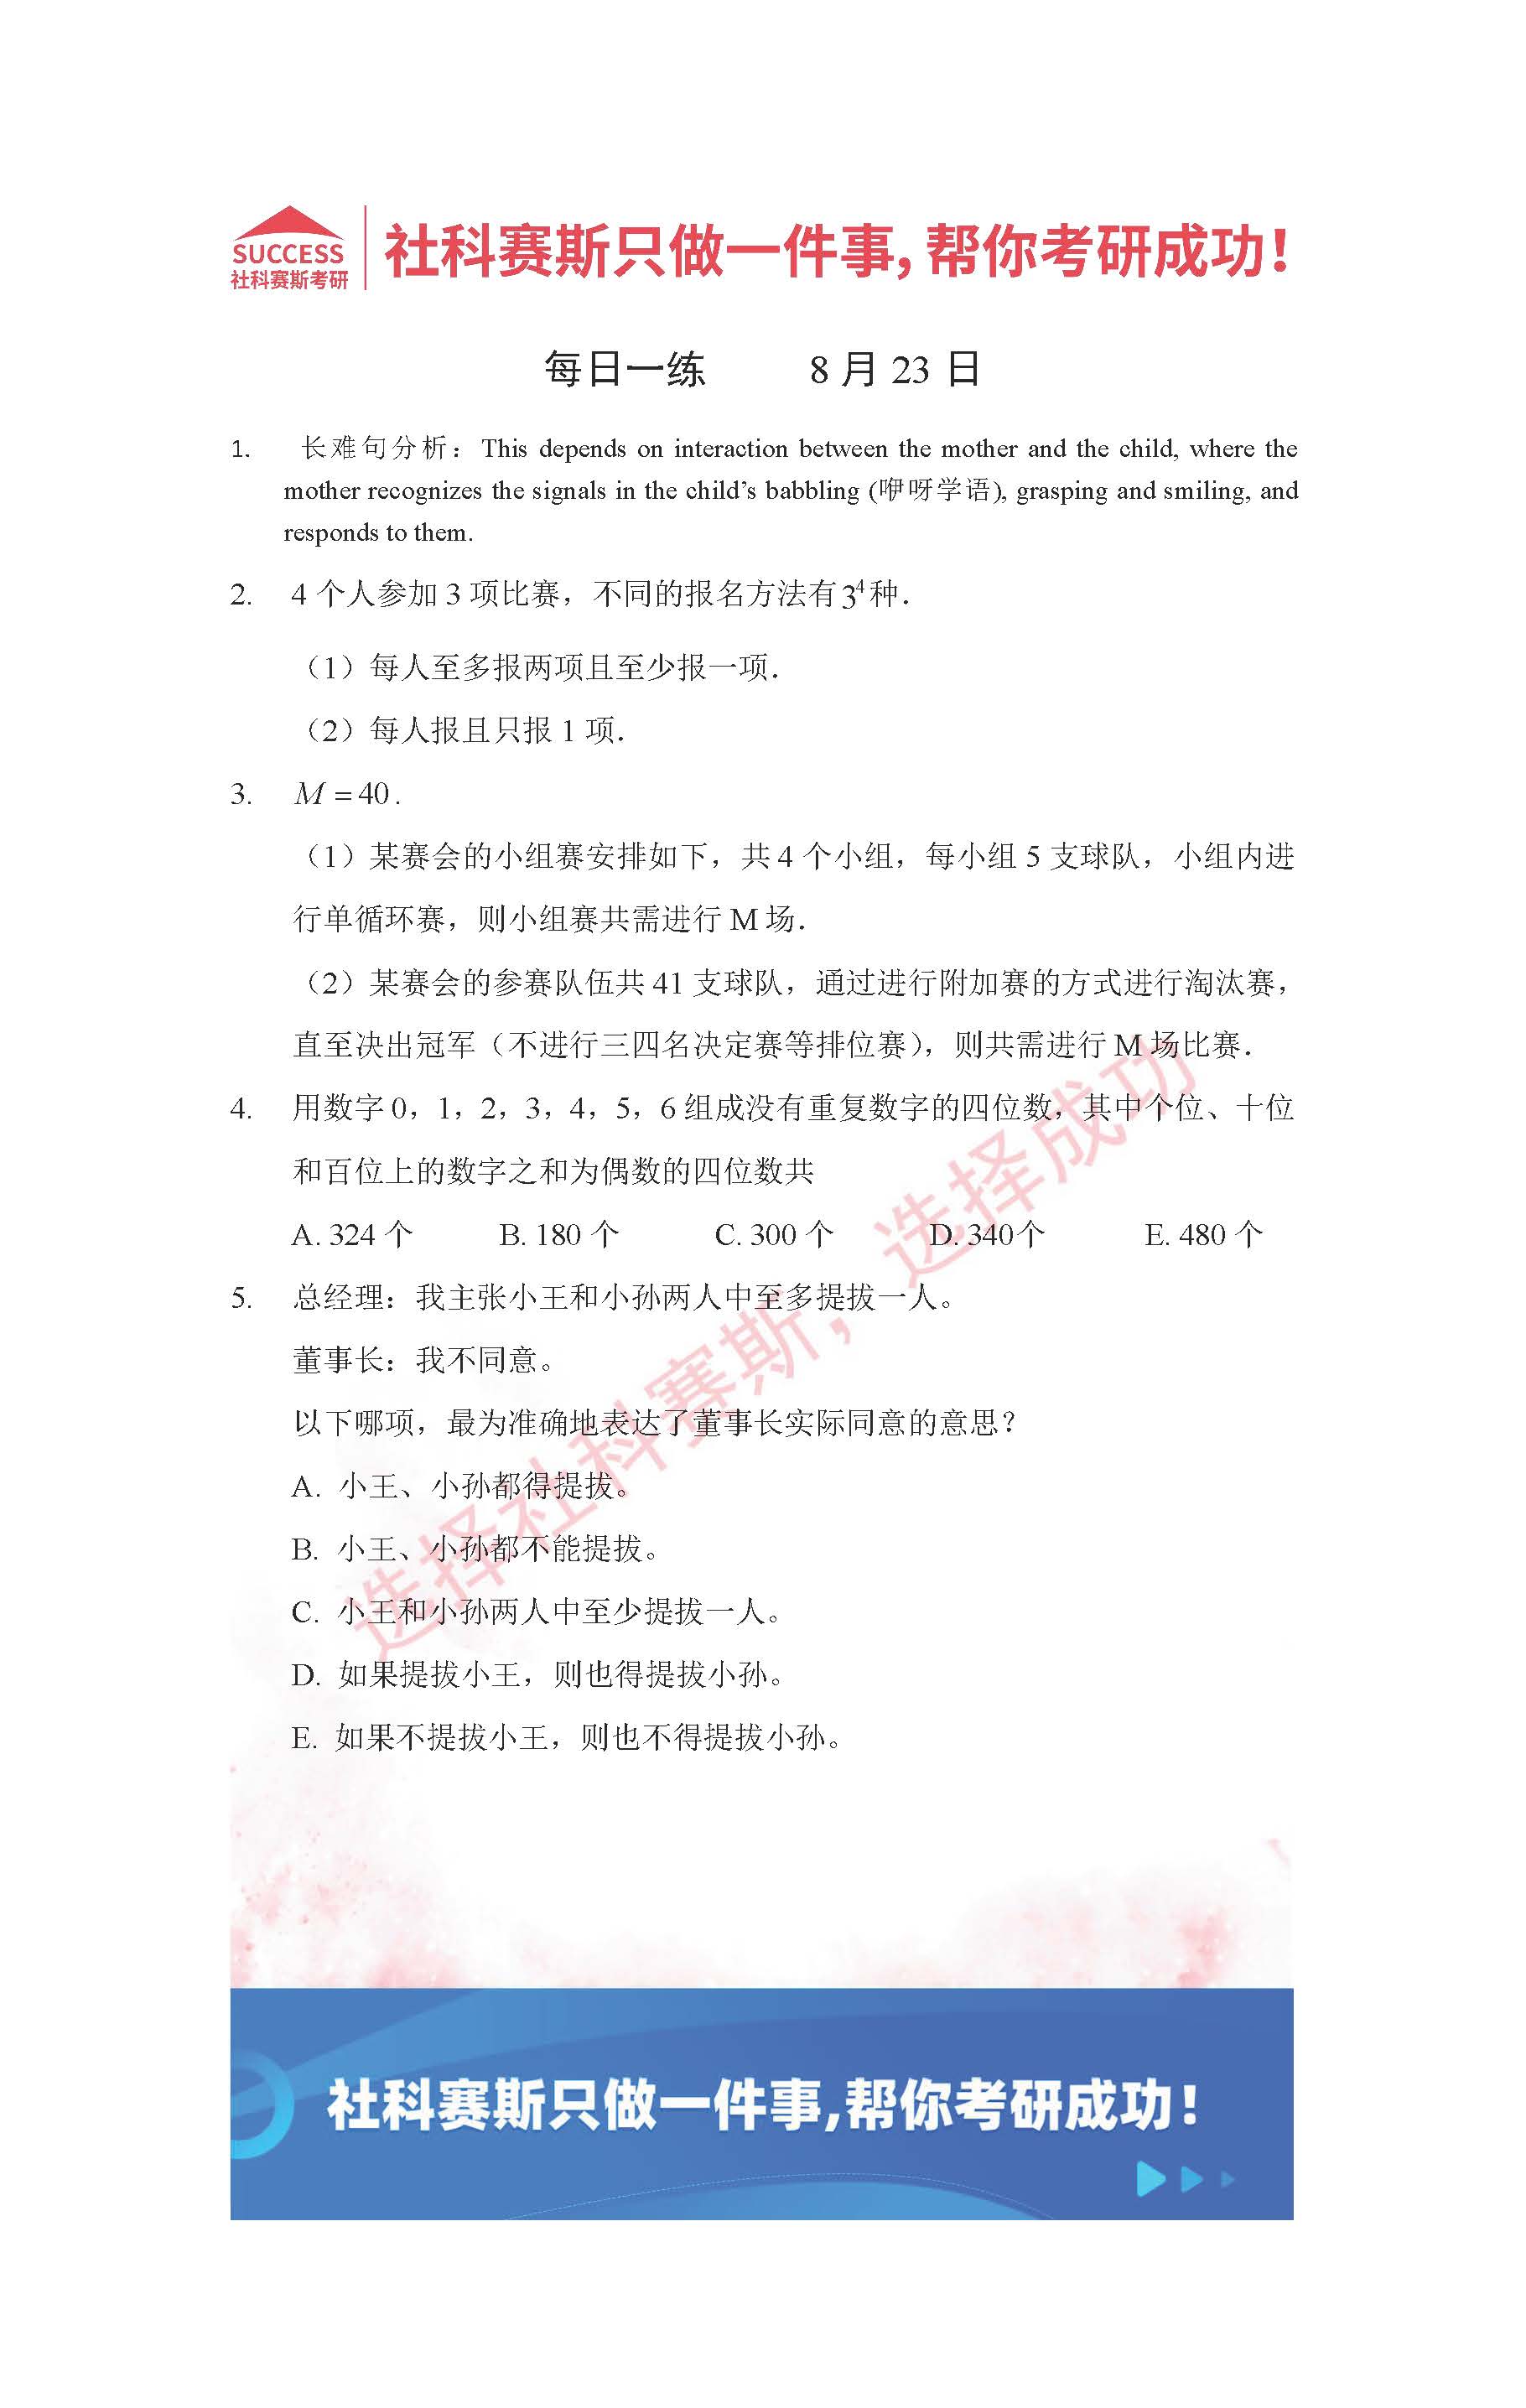 SUCCESS
社科赛斯考研
社科赛斯只做一件事,帮你考研成功!
每日一练 8月23日
1. 长难句分析：This depends on interaction between the mother and the child, where the
mother recognizes the signals in the child's babbling (咿呀学语), grasping and smiling, and
responds to them.
2. 4个人参加3项比赛，不同的报名方法有3⁴种．
（1）每人至多报两项且至少报一项．
（2）每人报且只报1项．
3. M=40.
（1）某赛会的小组赛安排如下，共4个小组，每小组5支球队，小组内进
行单循环赛，则小组赛共需进行M场．
（2）某赛会的参赛队伍共41支球队，通过进行附加赛的方式进行淘汰赛，
直至决出冠军（不进行三四名决定赛等排位赛），则共需进行M场比赛．
4. 用数字0，1，2，3，4，5，6组成没有重复数字的四位数，其中个位、十位
和百位上的数字之和为偶数的四位数共
A. 324个 B. 180个 C. 300个 D. 340个 E. 480个
5. 总经理：我主张小王和小孙两人中至多提拔一人。
董事长：我不同意。
以下哪项，最为准确地表达了董事长实际同意的意思？
A. 小王、小孙都得提拔。
B. 小王、小孙都不能提拔。
C. 小王和小孙两人中至少提拔一人。
D. 如果提拔小王，则也得提拔小孙。
E. 如果不提拔小王，则也不得提拔小孙。
选择社科赛斯，选择成功
社科赛斯只做一件事,帮你考研成功!